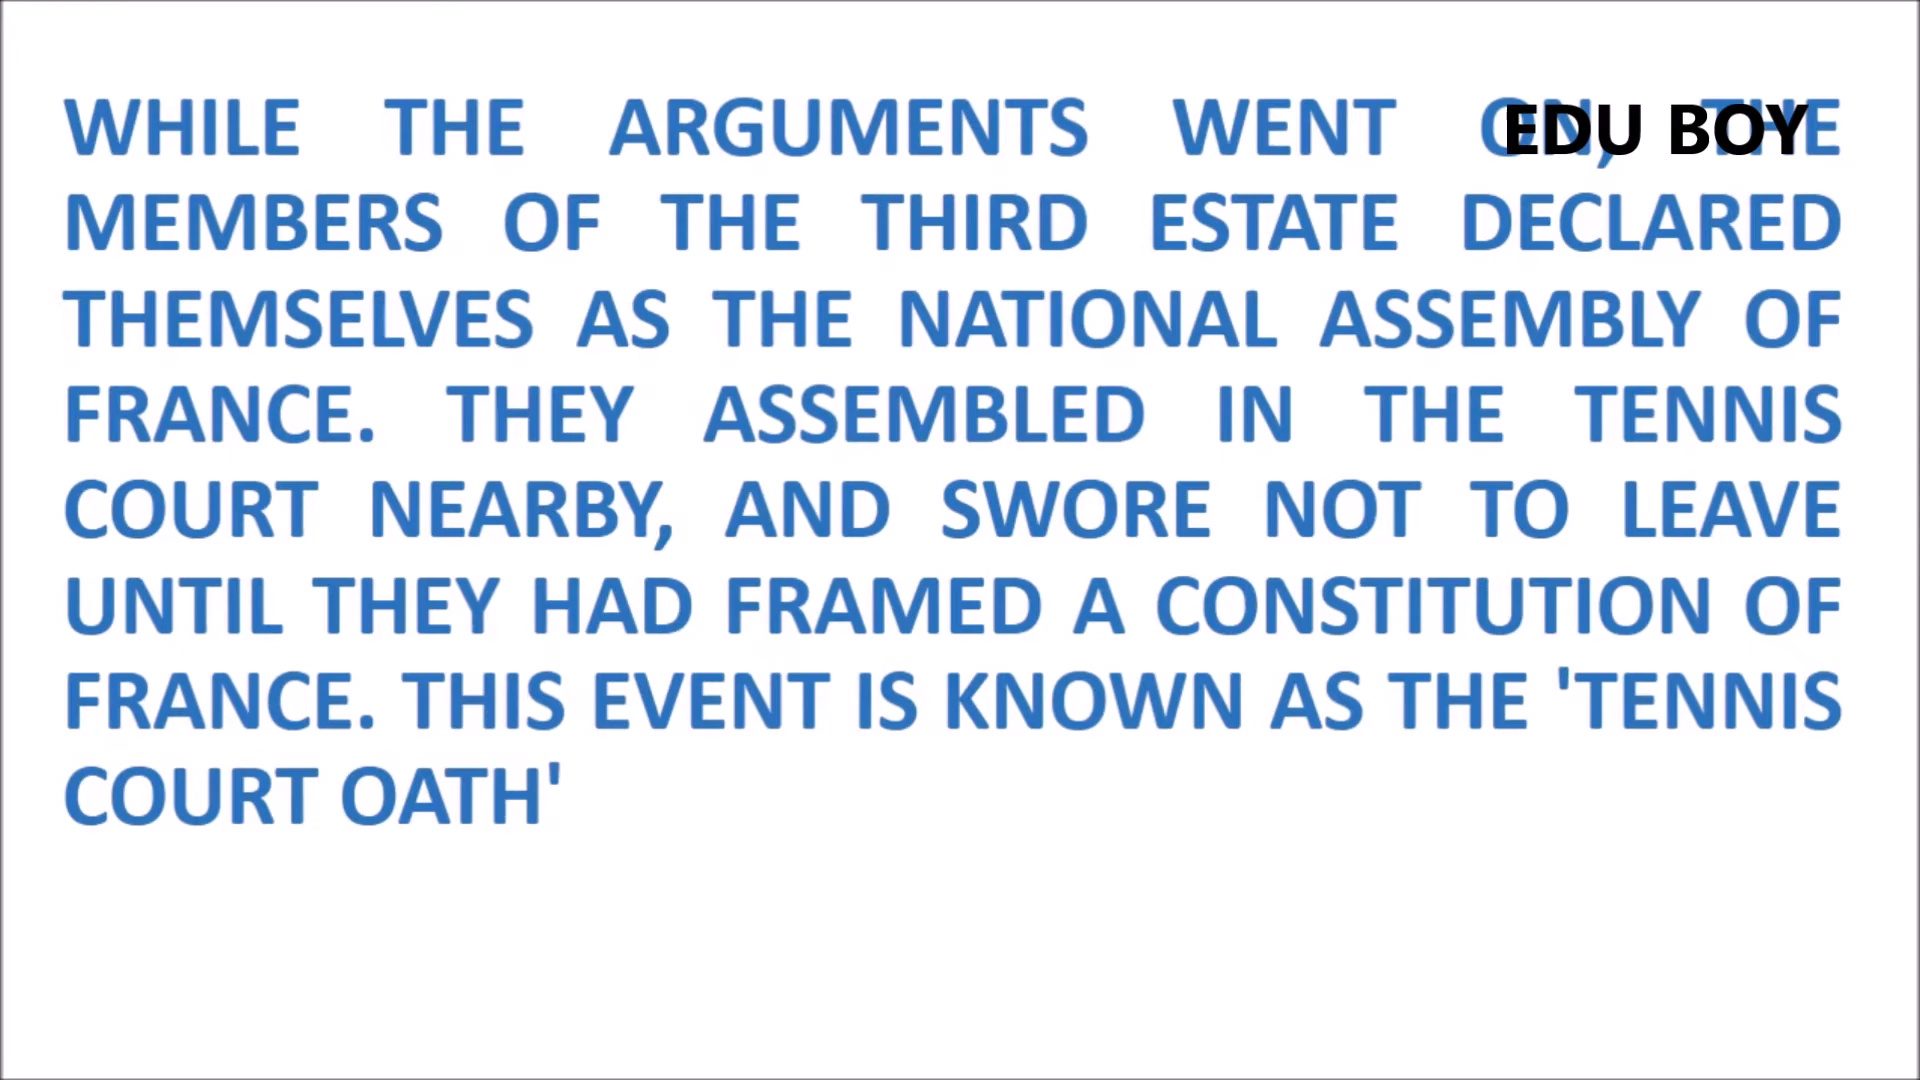 WHILE THE ARGUMENTS WENT ON, THE
EDU BOY
MEMBERS OF THE THIRD ESTATE DECLARED
THEMSELVES AS THE NATIONAL ASSEMBLY OF
FRANCE. THEY ASSEMBLED IN THE TENNIS
COURT NEARBY, AND SWORE NOT TO LEAVE
UNTIL THEY HAD FRAMED A CONSTITUTION OF
FRANCE. THIS EVENT IS KNOWN AS THE 'TENNIS
COURT OATH'